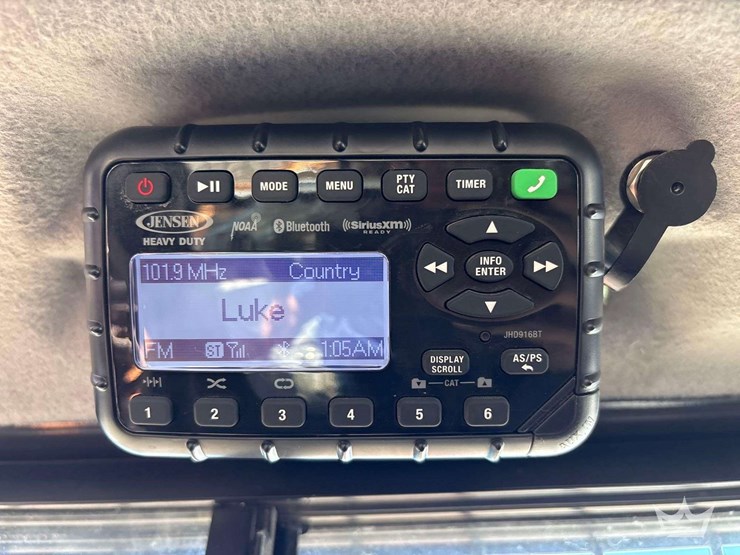 MODE
MENU
PTY
CAT
TIMER
JENSEN
HEAVY DUTY
NOAA
Bluetooth
((SiriusXM))
READY
INFO
ENTER
101.9 MHz Country
Luke
FM ST 1:05AM
JHD916BT
DISPLAY
SCROLL
AS/PS
CAT
1 2 3 4 5 6